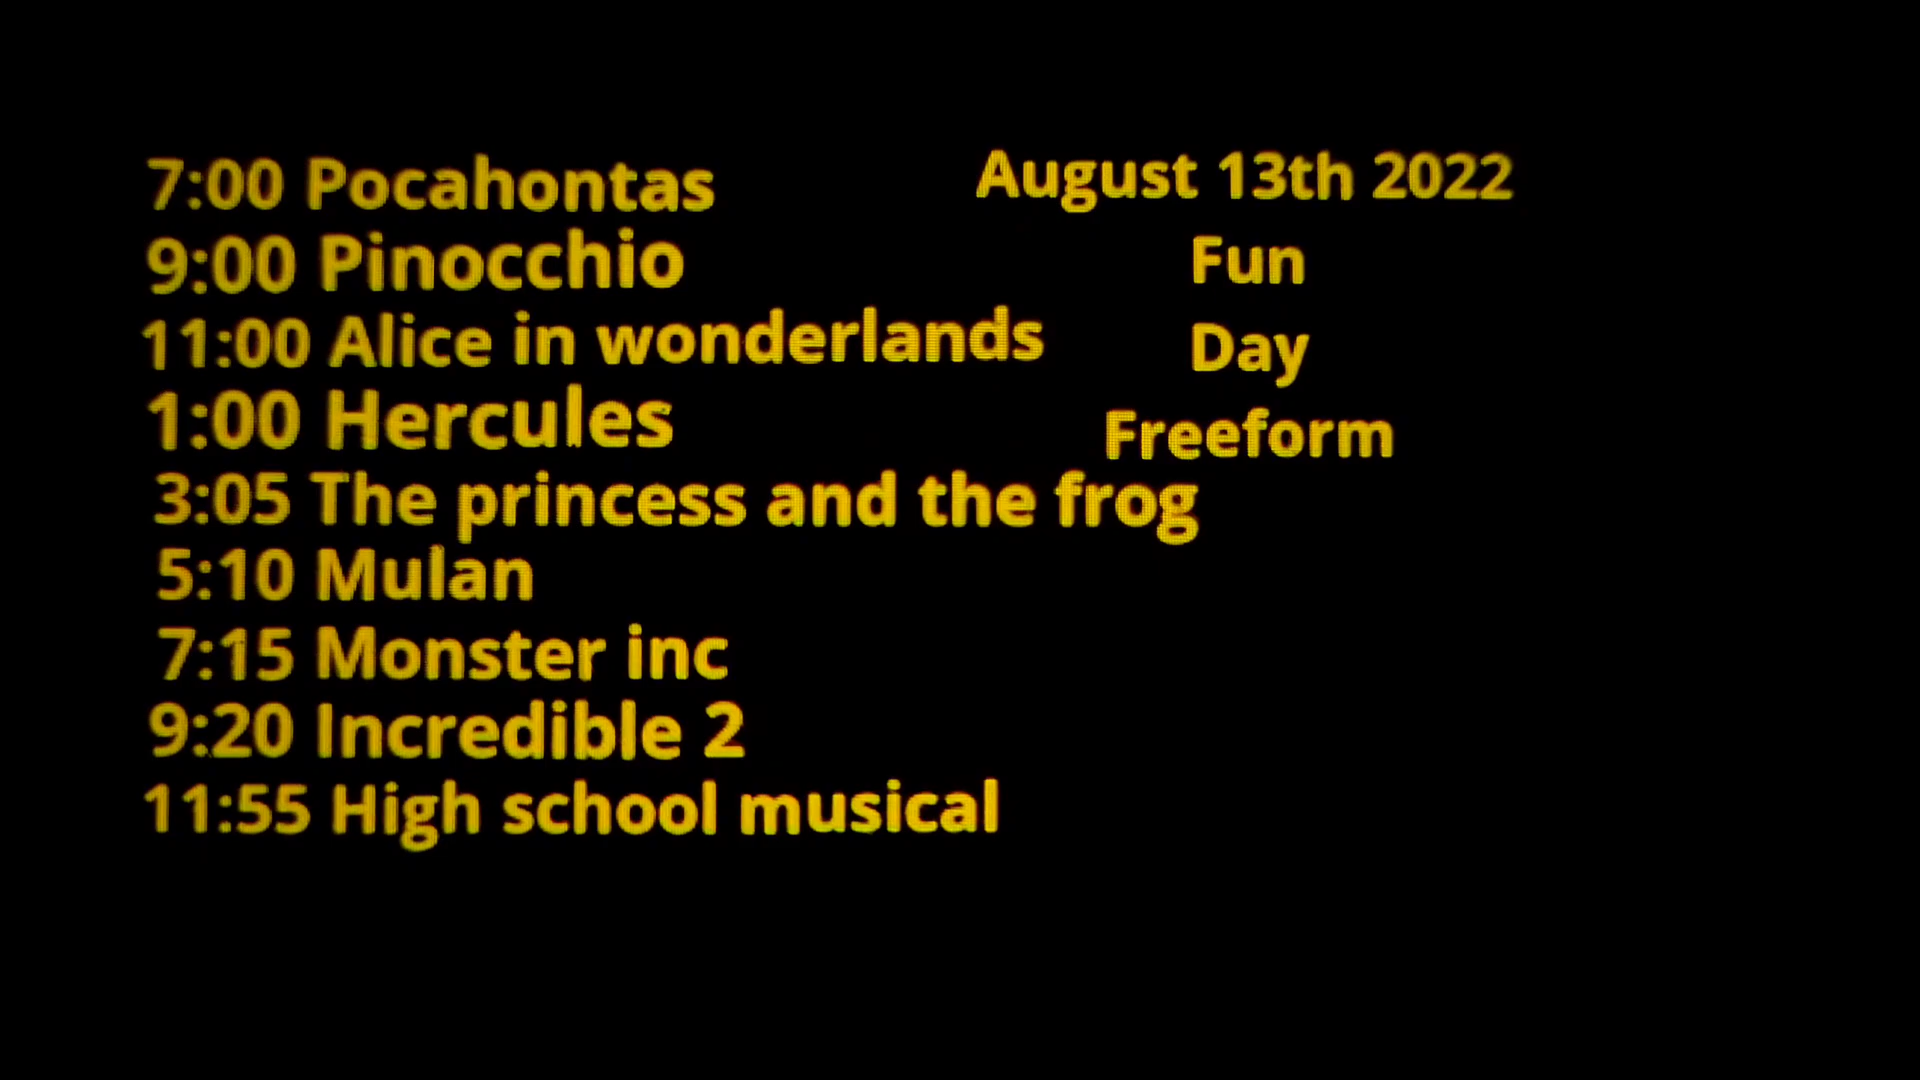 7:00 Pocahontas
9:00 Pinocchio
11:00 Alice in wonderlands
1:00 Hercules
3:05 The princess and the frog
5:10 Mulan
7:15 Monster inc
9:20 Incredible 2
11:55 High school musical
August 13th 2022
Fun
Day
Freeform